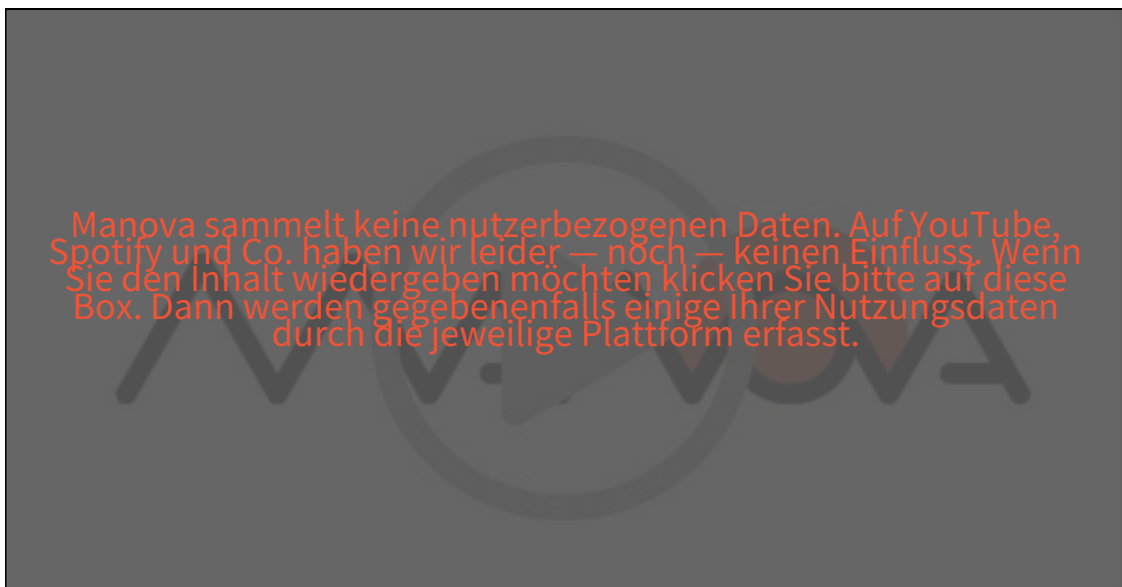 Manova sammelt keine nutzerbezogenen Daten. Auf YouTube,
Spotify und Co. haben wir leider — noch — keinen Einfluss. Wenn
Sie den Inhalt wiedergeben möchten klicken Sie bitte auf diese
Box. Dann werden gegebenenfalls einige Ihrer Nutzungsdaten
durch die jeweilige Plattform erfasst.
MANOVA